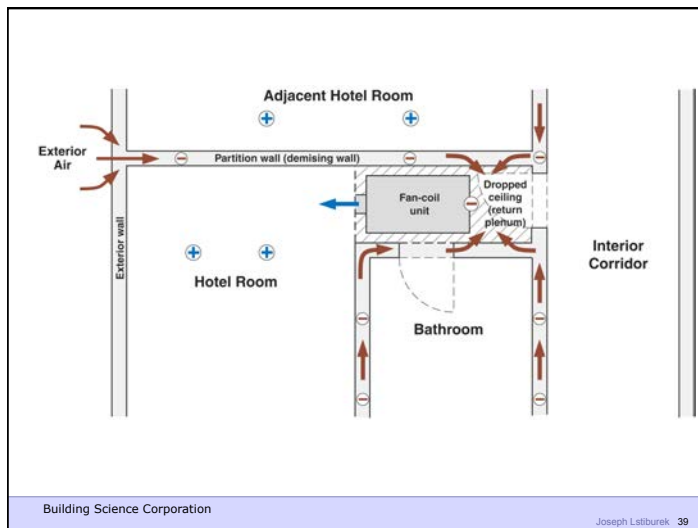 Adjacent Hotel Room
Exterior
Air
Partition wall (demising wall)
Exterior wall
Fan-coil
unit
Dropped
ceiling
(return
plenum)
Interior
Corridor
Hotel Room
Bathroom
Building Science Corporation
Joseph Lstiburek 39